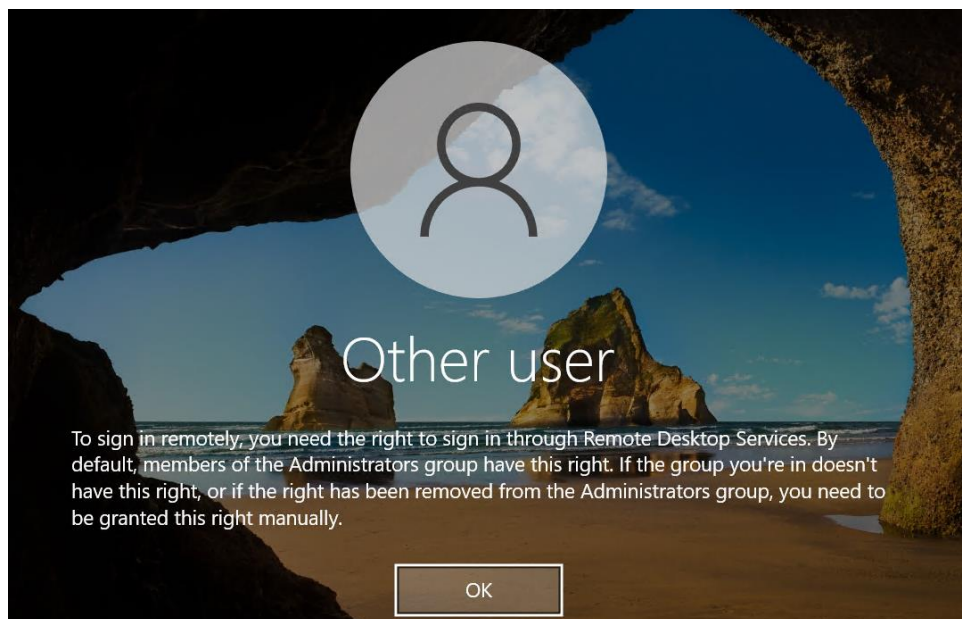 Other user
To sign in remotely, you need the right to sign in through Remote Desktop Services. By
default, members of the Administrators group have this right. If the group you're in doesn't
have this right, or if the right has been removed from the Administrators group, you need to
be granted this right manually.
OK